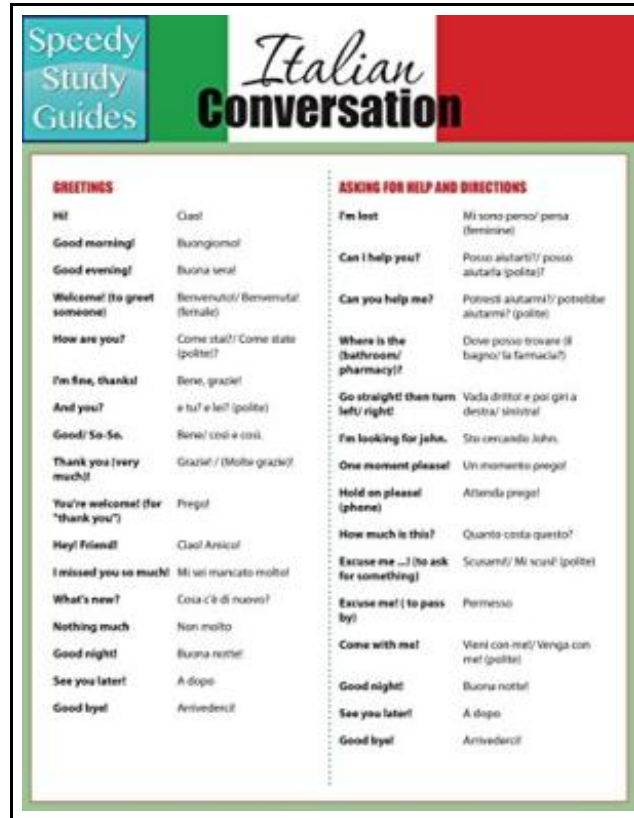 Speedy
Study
Guides
Italian
Conversation
GREETINGS
Hi! Ciao!
Good morning! Buongiorno!
Good evening! Buona sera!
Welcome! (to greet Benvenuto!/ Benvenuta!
someone) (female)
How are you? Come stai?/ Come state
(polite)?
I'm fine, thanks! Bene, grazie!
And you? e tu? e lei? (polite)
Good/ So-So. Bene/ così e così.
Thank you (very Grazie! / (Molte grazie)!
much)!
You're welcome! (for Prego!
"thank you")
Hey! Friend! Ciao! Amico!
I missed you so much! Mi sei mancato molto!
What's new? Cosa c'è di nuovo?
Nothing much Non molto
Good night! Buona notte!
See you later! A dopo
Good bye! Arrivederci!
ASKING FOR HELP AND DIRECTIONS
I'm lost Mi sono perso/ persa
(feminine)
Can I help you? Posso aiutarti?/ posso
aiutarla (polite)?
Can you help me? Potresti aiutarmi?/ potrebbe
aiutarmi? (polite)
Where is the Dove posso trovare (il
(bathroom/ bagno/ la farmacia?)
pharmacy)?
Go straight! then turn Vada dritto! e poi giri a
left/ right! destra/ sinistra!
I'm looking for john. Sto cercando John.
One moment please! Un momento prego!
Hold on please! Attenda prego!
(phone)
How much is this? Quanto costa questo?
Excuse me ...! (to ask Scusami!/ Mi scusi! (polite)
for something)
Excuse me! ( to pass Permesso
by)
Come with me! Vieni con me!/ Venga con
me! (polite)
Good night! Buona notte!
See you later! A dopo
Good bye! Arrivederci!